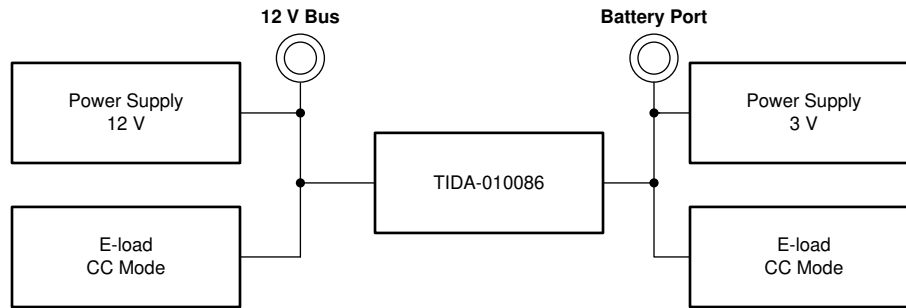 12 V Bus
Battery Port
Power Supply
12 V
Power Supply
3 V
TIDA-010086
E-load
CC Mode
E-load
CC Mode